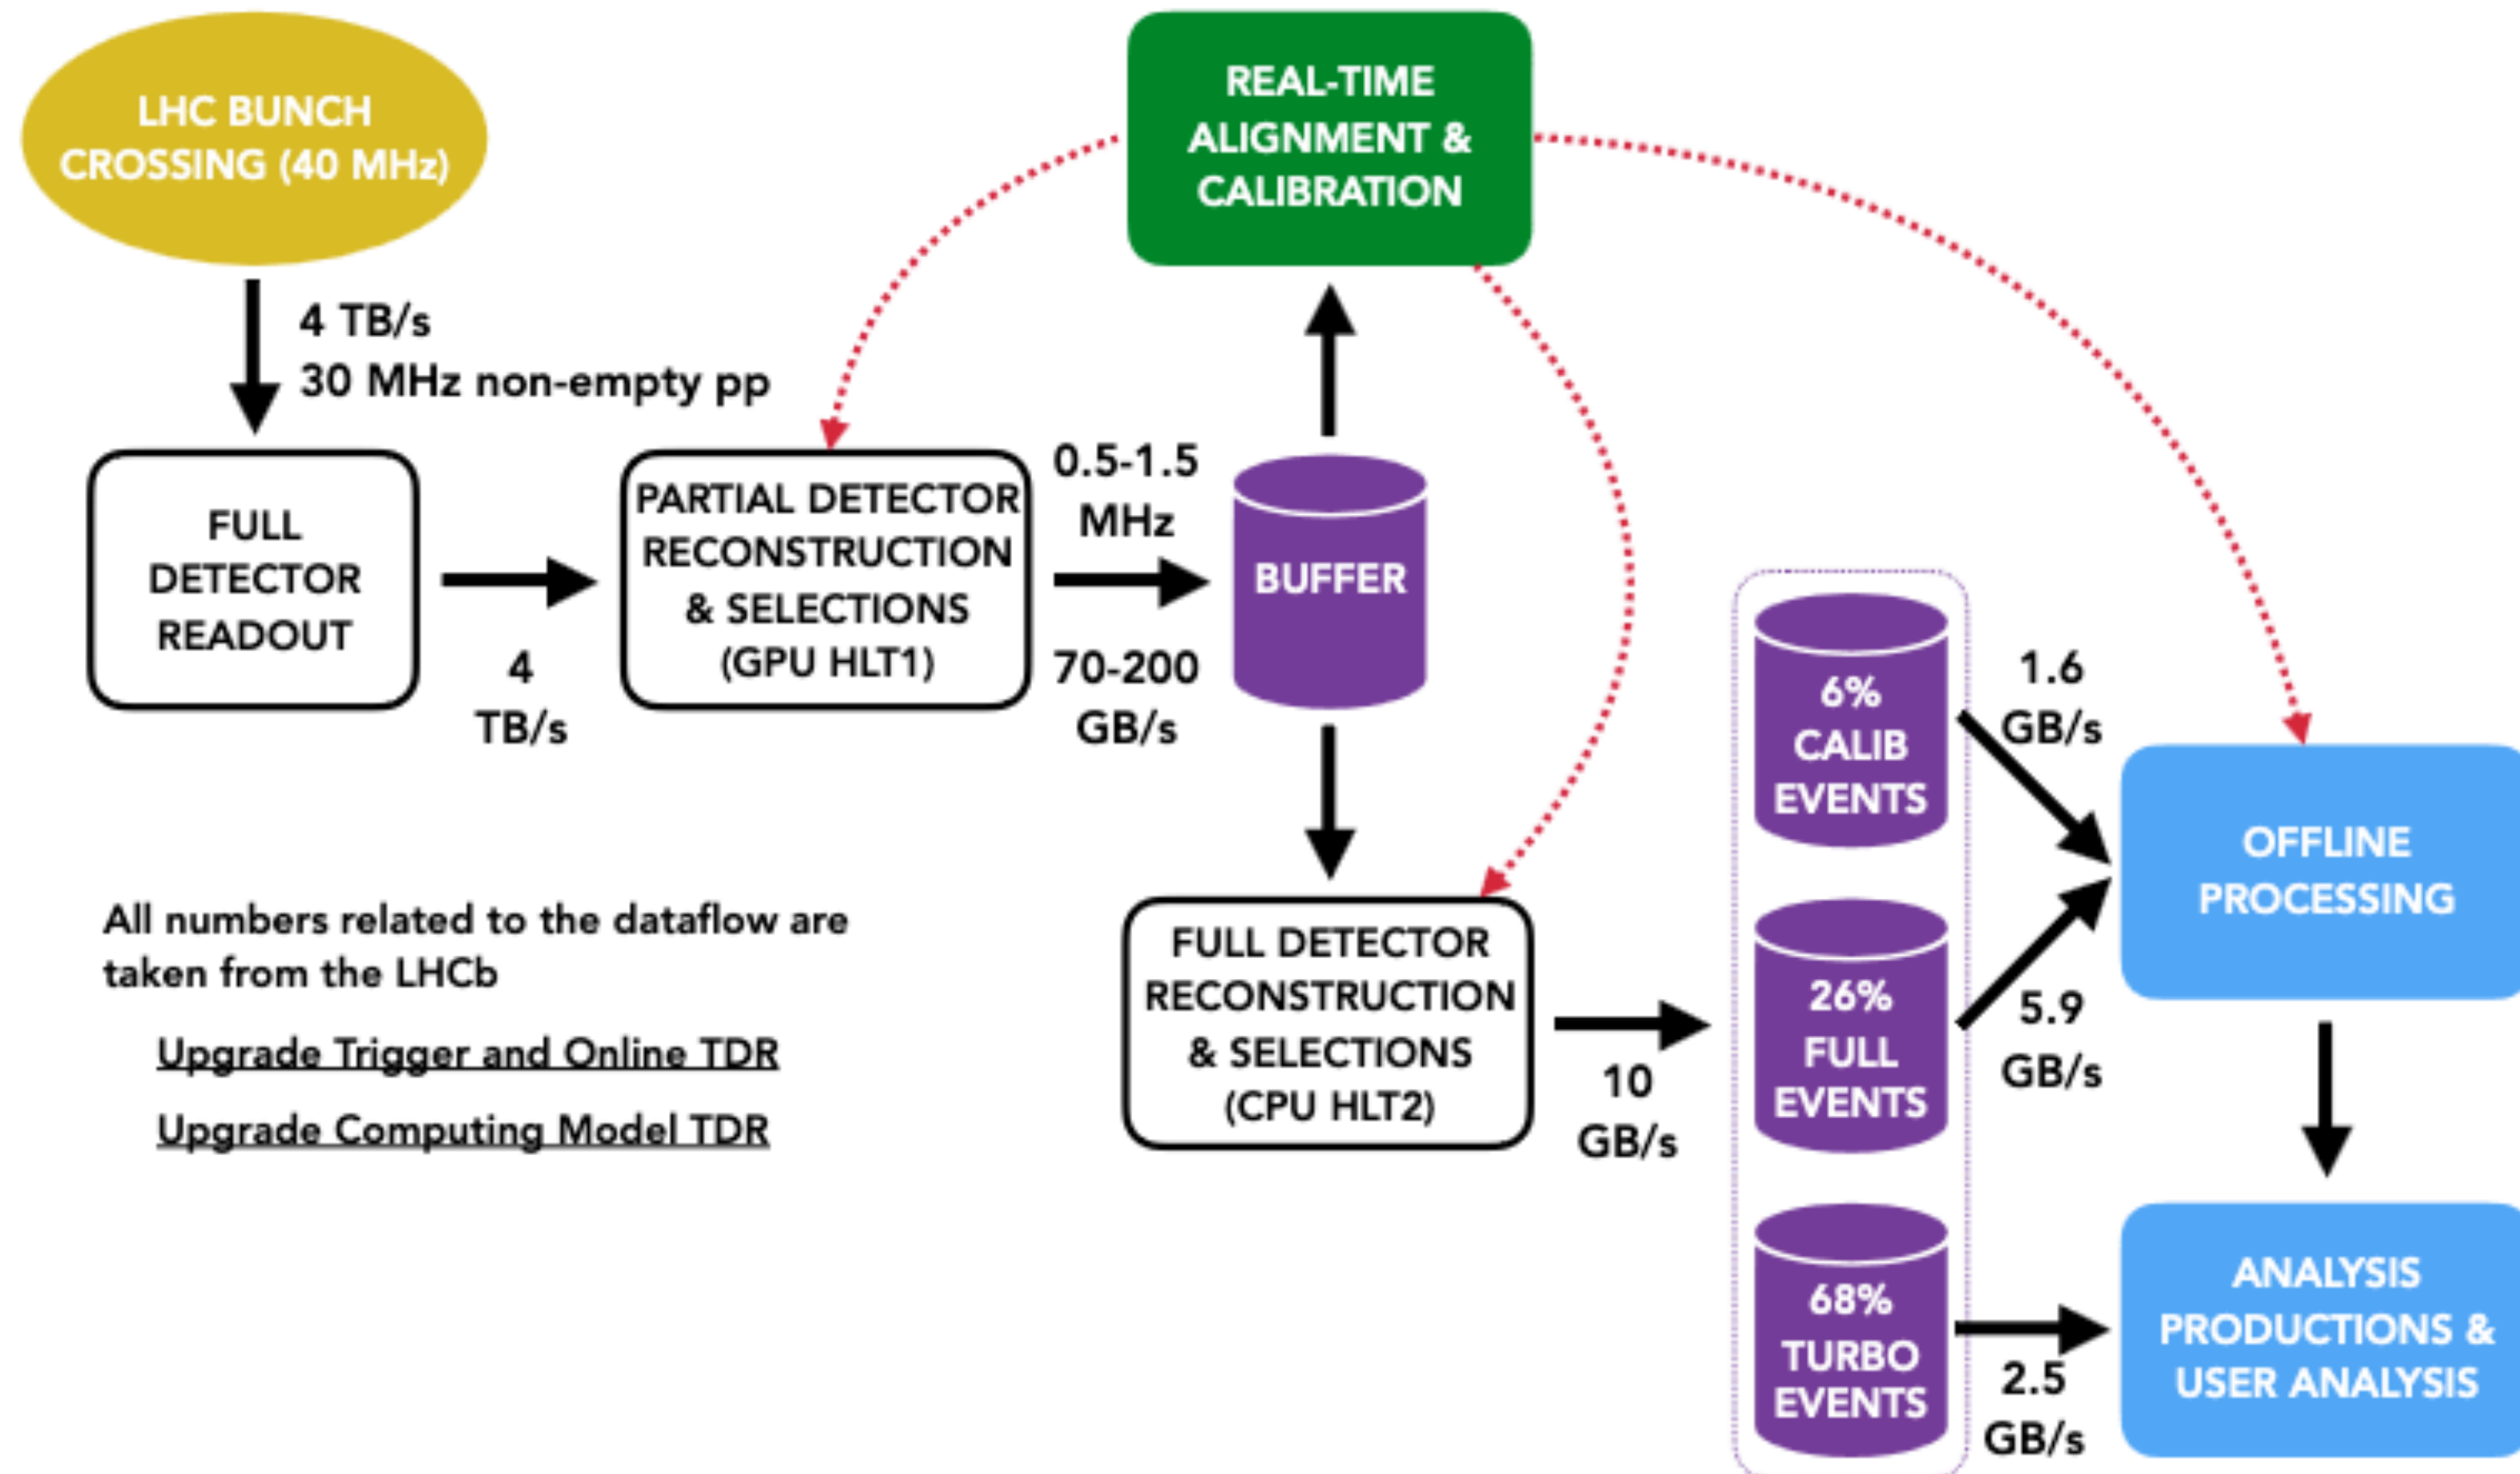 LHC BUNCH
CROSSING (40 MHz)
REAL-TIME
ALIGNMENT &
CALIBRATION
4 TB/s
30 MHz non-empty pp
FULL
DETECTOR
READOUT
4
TB/s
PARTIAL DETECTOR
RECONSTRUCTION
& SELECTIONS
(GPU HLT1)
0.5-1.5
MHz
70-200
GB/s
BUFFER
FULL DETECTOR
RECONSTRUCTION
& SELECTIONS
(CPU HLT2)
10
GB/s
6%
CALIB
EVENTS
1.6
GB/s
26%
FULL
EVENTS
5.9
GB/s
68%
TURBO
EVENTS
2.5
GB/s
OFFLINE
PROCESSING
ANALYSIS
PRODUCTIONS &
USER ANALYSIS
All numbers related to the dataflow are
taken from the LHCb
Upgrade Trigger and Online TDR
Upgrade Computing Model TDR